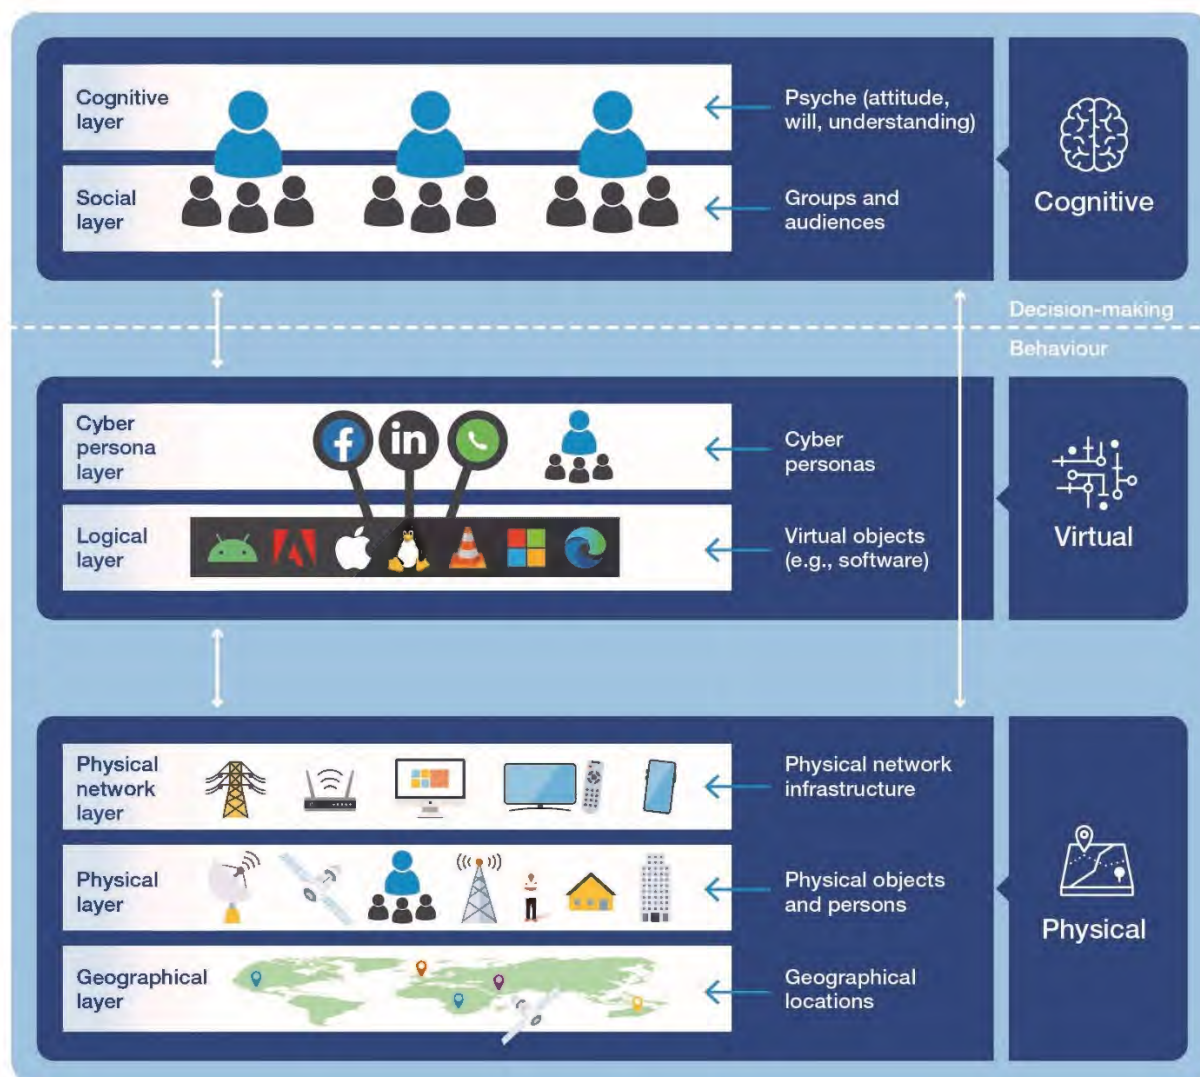 Cognitive
layer
Psyche (attitude,
will, understanding)
Social
layer
Groups and
audiences
Cognitive
Decision-making
Behaviour
Cyber
persona
layer
f
in
Cyber
personas
Logical
layer
Virtual objects
(e.g., software)
Virtual
Physical
network
layer
Physical network
infrastructure
Physical
layer
Physical objects
and persons
Geographical
layer
Geographical
locations
Physical